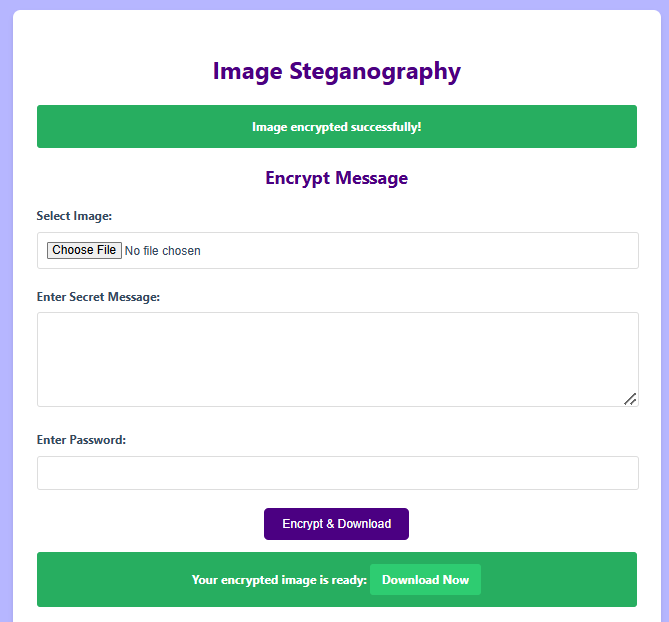 Image Steganography
Image encrypted successfully!
Encrypt Message
Select Image:
Choose File No file chosen
Enter Secret Message:
Enter Password:
Encrypt & Download
Your encrypted image is ready: Download Now